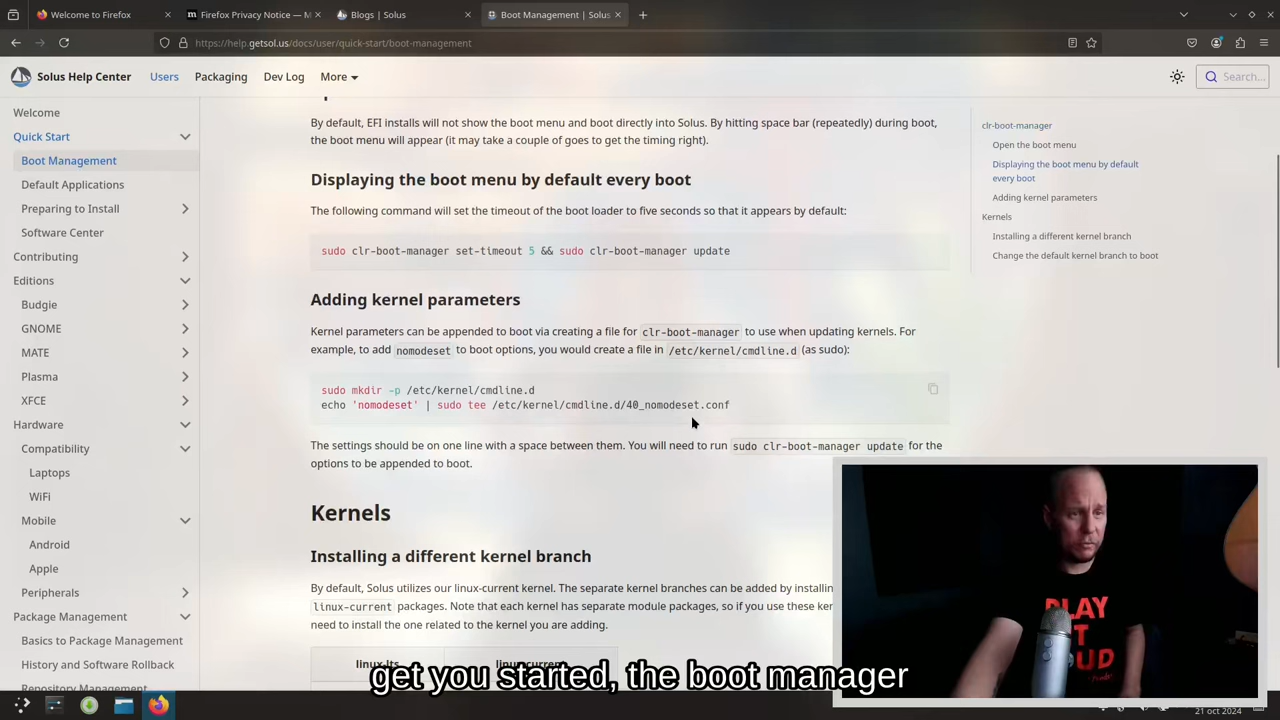 Welcome to Firefox
Firefox Privacy Notice — M
Blogs | Solus
Boot Management | Solus
https://help.getsol.us/docs/user/quick-start/boot-management
Solus Help Center
Users
Packaging
Dev Log
More
Search...
Welcome
Quick Start
Boot Management
Default Applications
Preparing to Install
Software Center
Contributing
Editions
Budgie
GNOME
MATE
Plasma
XFCE
Hardware
Compatibility
Laptops
WiFi
Mobile
Android
Apple
Peripherals
Package Management
Basics to Package Management
History and Software Rollback
By default, EFI installs will not show the boot menu and boot directly into Solus. By hitting space bar (repeatedly) during boot,
the boot menu will appear (it may take a couple of goes to get the timing right).
Displaying the boot menu by default every boot
The following command will set the timeout of the boot loader to five seconds so that it appears by default:
sudo clr-boot-manager set-timeout 5 && sudo clr-boot-manager update
Adding kernel parameters
Kernel parameters can be appended to boot via creating a file for clr-boot-manager to use when updating kernels. For
example, to add nomodeset to boot options, you would create a file in /etc/kernel/cmdline.d (as sudo):
sudo mkdir -p /etc/kernel/cmdline.d
echo 'nomodeset' | sudo tee /etc/kernel/cmdline.d/40_nomodeset.conf
The settings should be on one line with a space between them. You will need to run sudo clr-boot-manager update for the
options to be appended to boot.
Kernels
Installing a different kernel branch
By default, Solus utilizes our linux-current kernel. The separate kernel branches can be added by installin
linux-current packages. Note that each kernel has separate module packages, so if you use these ker
need to install the one related to the kernel you are adding.
linux-lts
clr-boot-manager
Open the boot menu
Displaying the boot menu by default
every boot
Adding kernel parameters
Kernels
Installing a different kernel branch
Change the default kernel branch to boot
PLAY
IT
LOUD
get you started, the boot manager
21 oct 2024